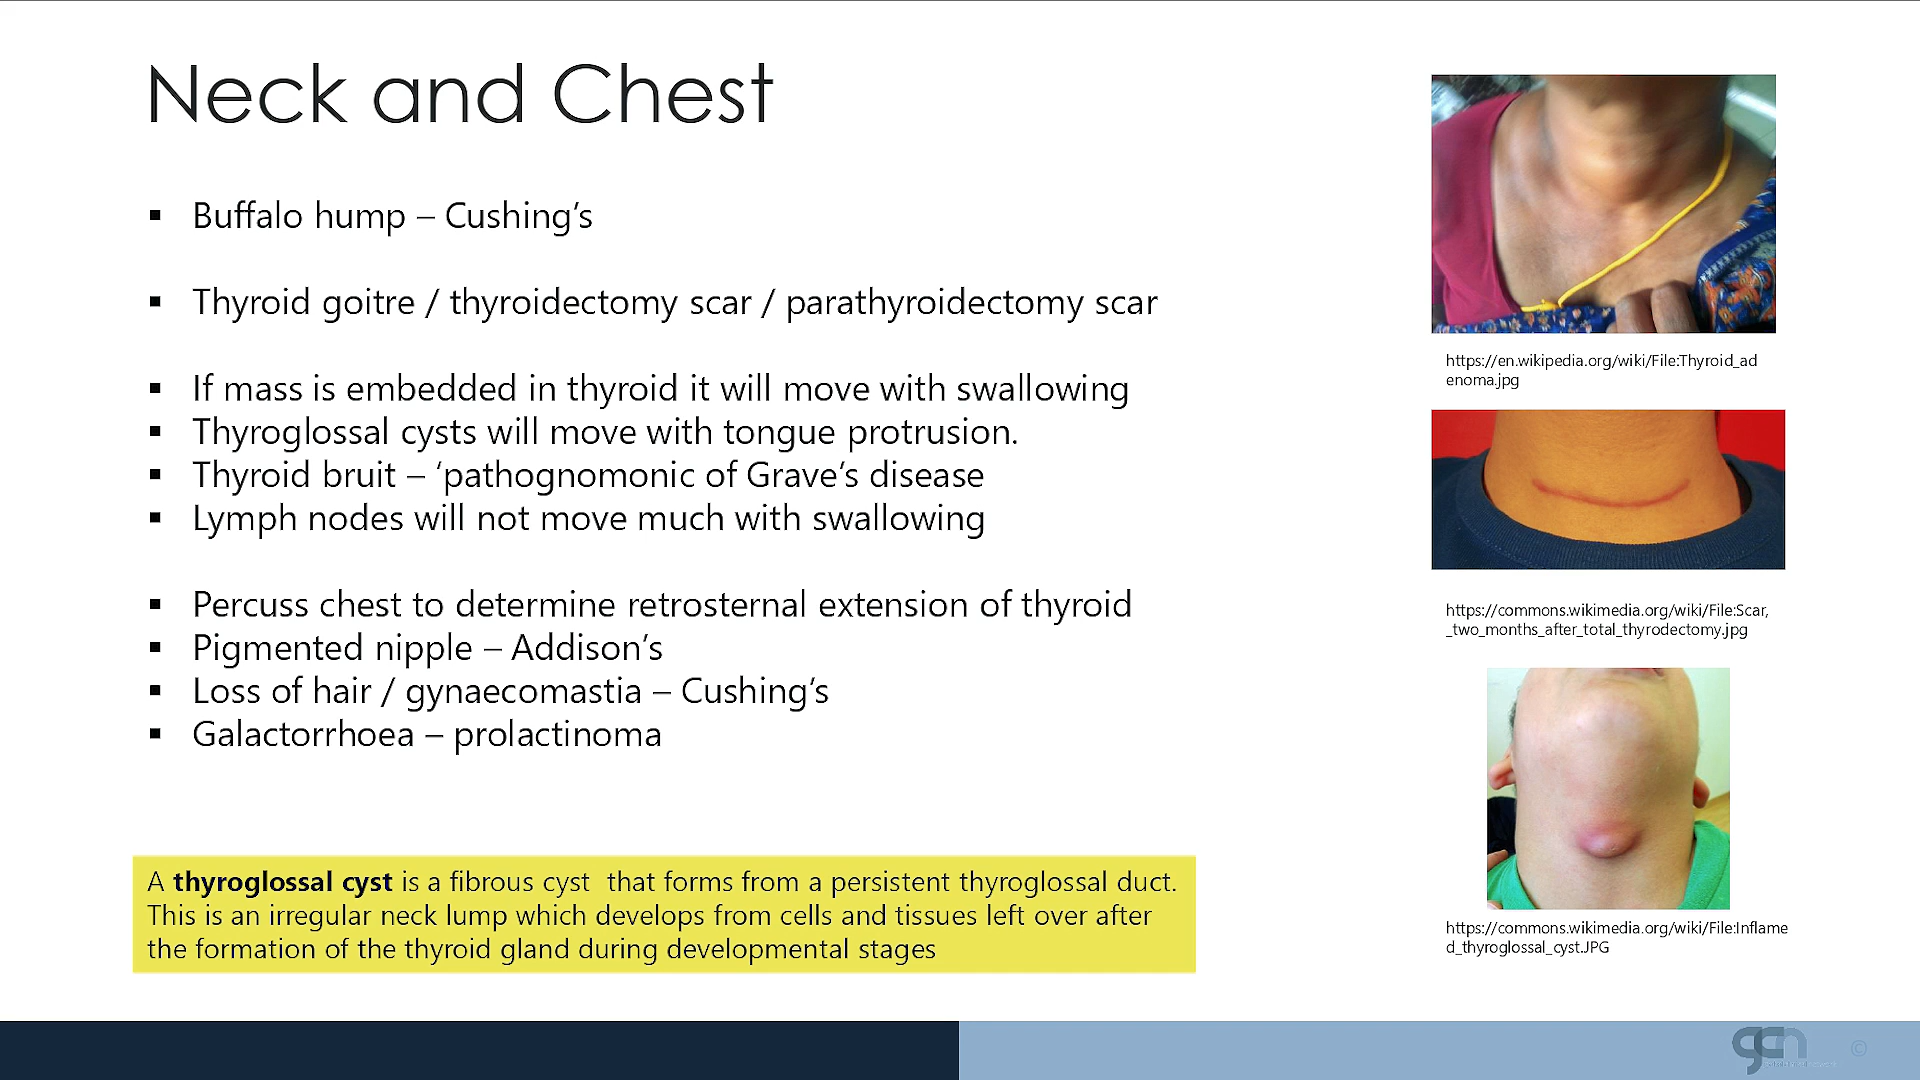 Neck and Chest
▪ Buffalo hump – Cushing’s
▪ Thyroid goitre / thyroidectomy scar / parathyroidectomy scar
▪ If mass is embedded in thyroid it will move with swallowing
▪ Thyroglossal cysts will move with tongue protrusion.
▪ Thyroid bruit – ‘pathognomonic of Grave’s disease
▪ Lymph nodes will not move much with swallowing
▪ Percuss chest to determine retrosternal extension of thyroid
▪ Pigmented nipple – Addison’s
▪ Loss of hair / gynaecomastia – Cushing’s
▪ Galactorrhoea – prolactinoma
A thyroglossal cyst is a fibrous cyst  that forms from a persistent thyroglossal duct.
This is an irregular neck lump which develops from cells and tissues left over after
the formation of the thyroid gland during developmental stages
https://en.wikipedia.org/wiki/File:Thyroid_ad
enoma.jpg
https://commons.wikimedia.org/wiki/File:Scar,
_two_months_after_total_thyrodectomy.jpg
https://commons.wikimedia.org/wiki/File:Inflame
d_thyroglossal_cyst.JPG
gcn ©